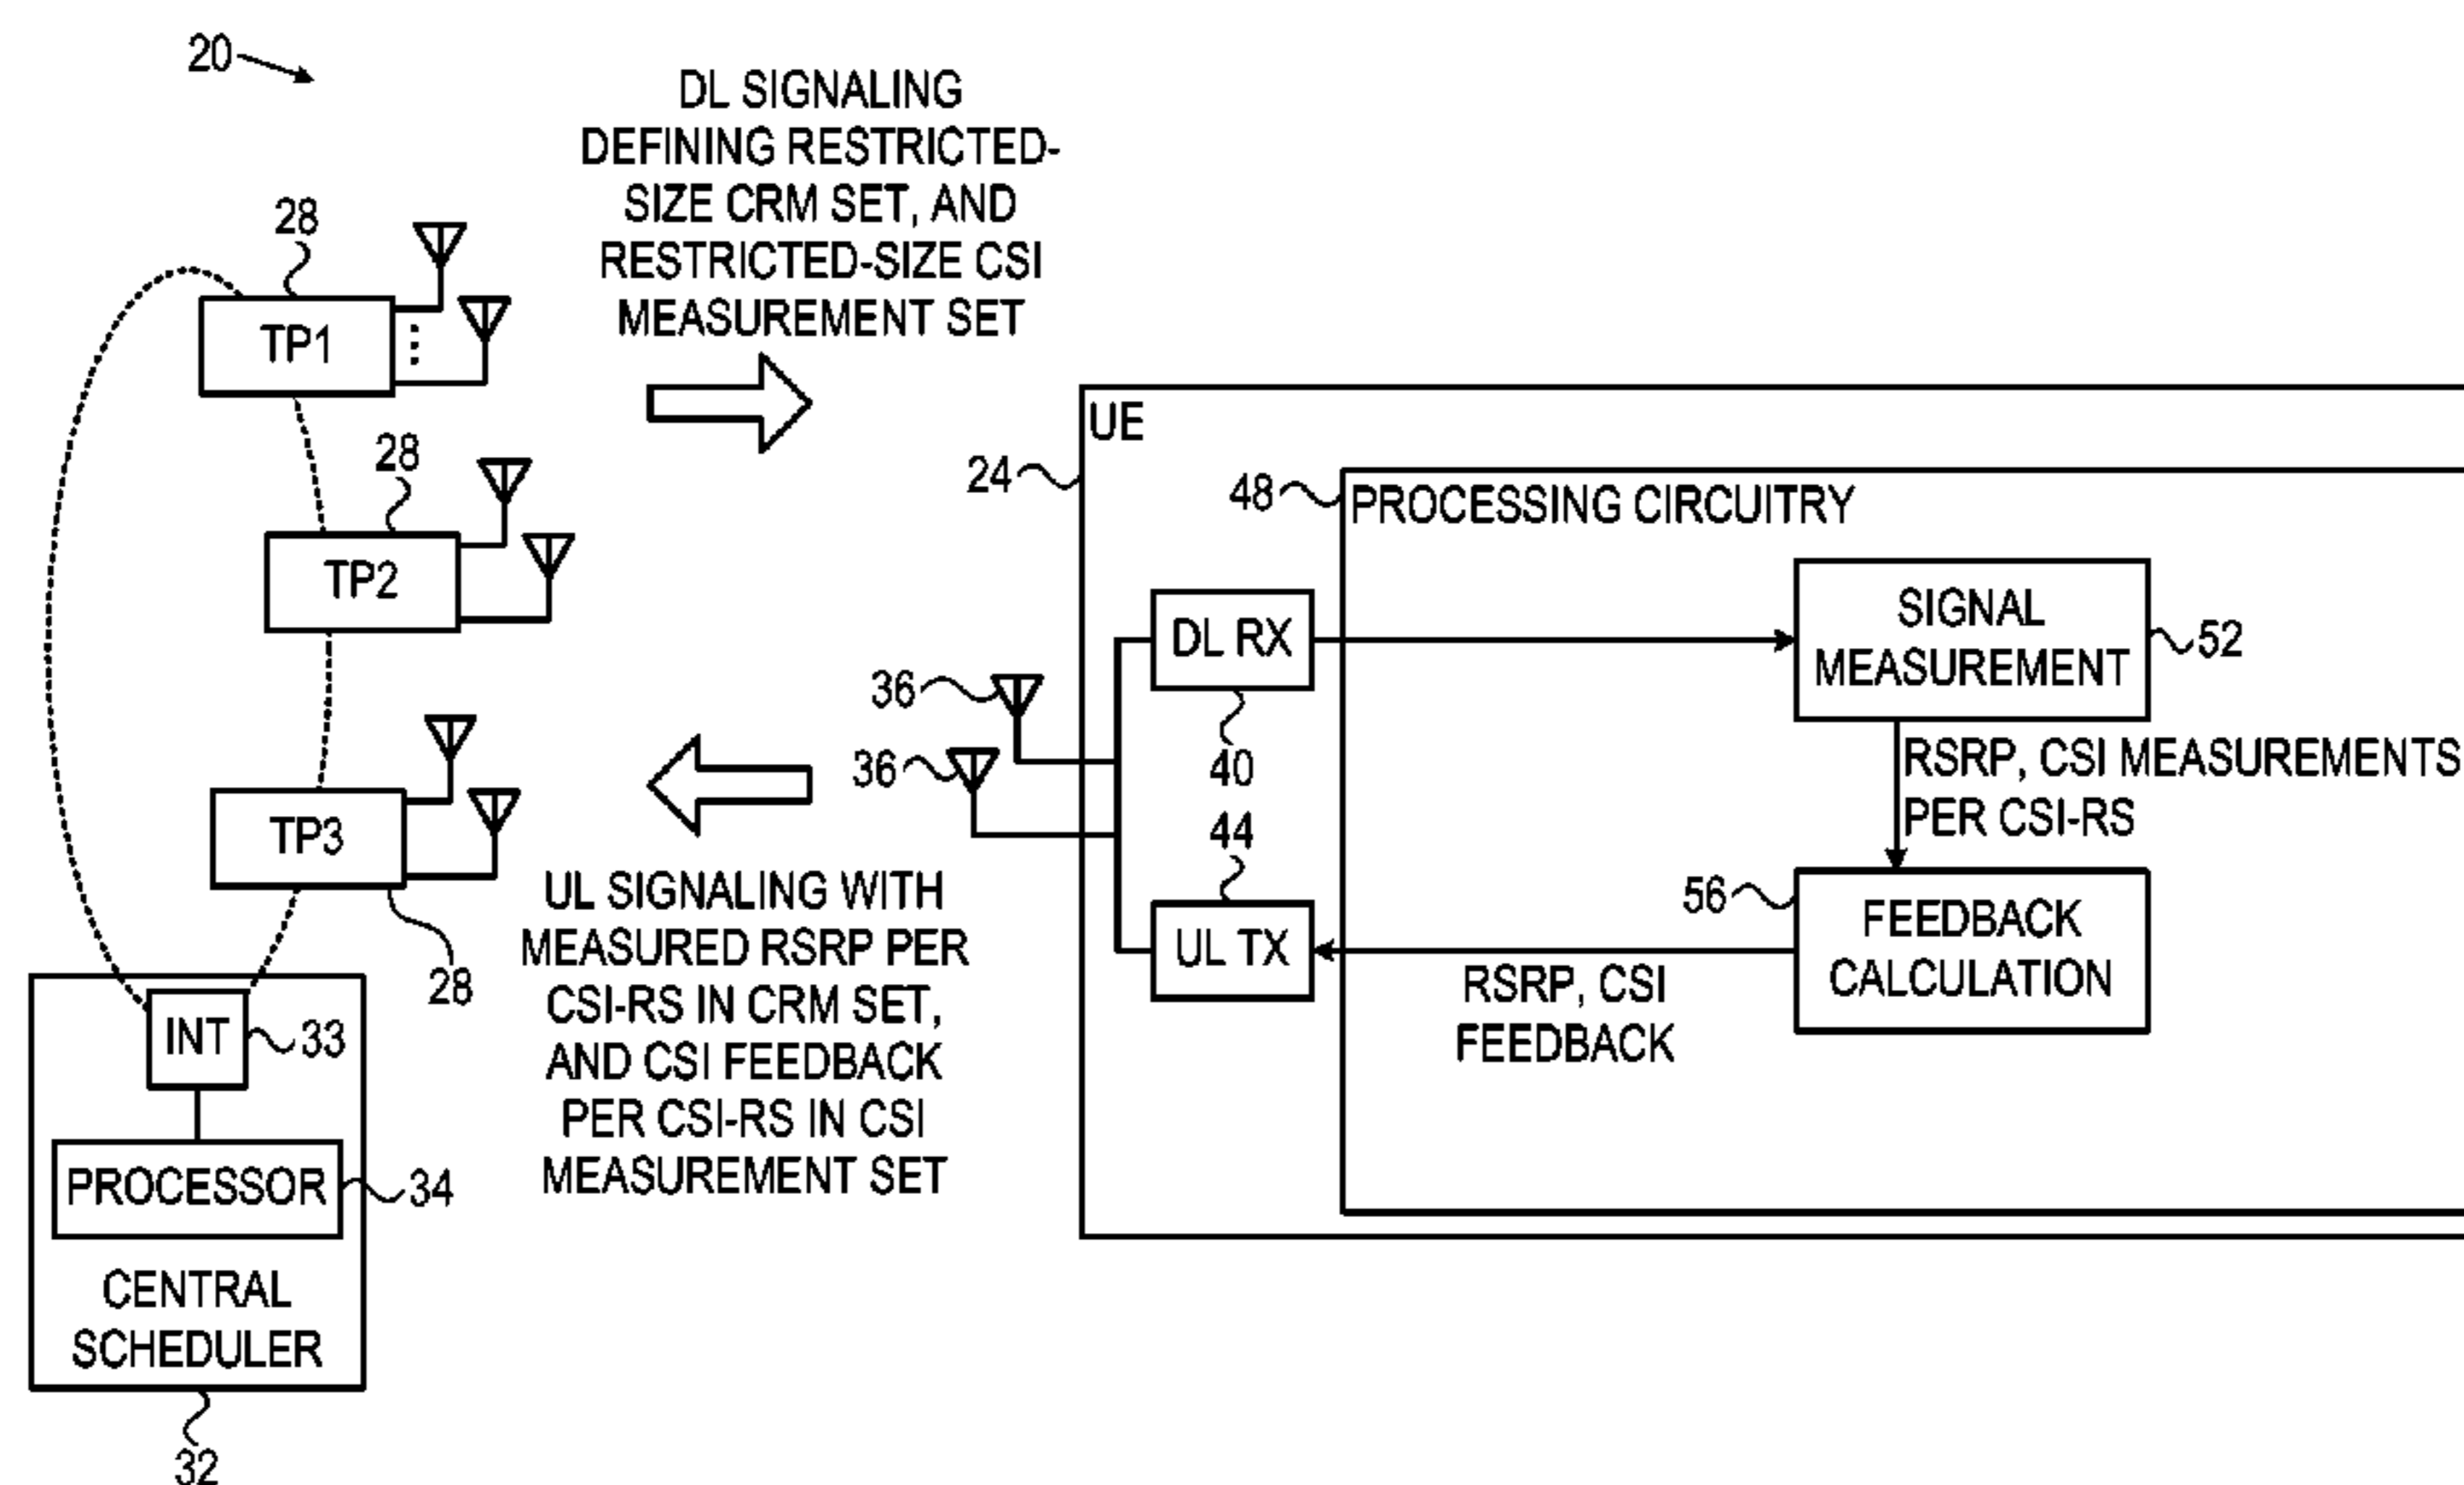 20
DL SIGNALING
DEFINING RESTRICTED-
SIZE CRM SET, AND
RESTRICTED-SIZE CSI
MEASUREMENT SET
28
TP1
28
TP2
TP3
28
INT
33
PROCESSOR
34
CENTRAL
SCHEDULER
32
UL SIGNALING WITH
MEASURED RSRP PER
CSI-RS IN CRM SET,
AND CSI FEEDBACK
PER CSI-RS IN CSI
MEASUREMENT SET
36
36
UE
24
48
PROCESSING CIRCUITRY
DL RX
40
44
UL TX
SIGNAL
MEASUREMENT
52
RSRP, CSI MEASUREMENTS
PER CSI-RS
56
FEEDBACK
CALCULATION
RSRP, CSI
FEEDBACK